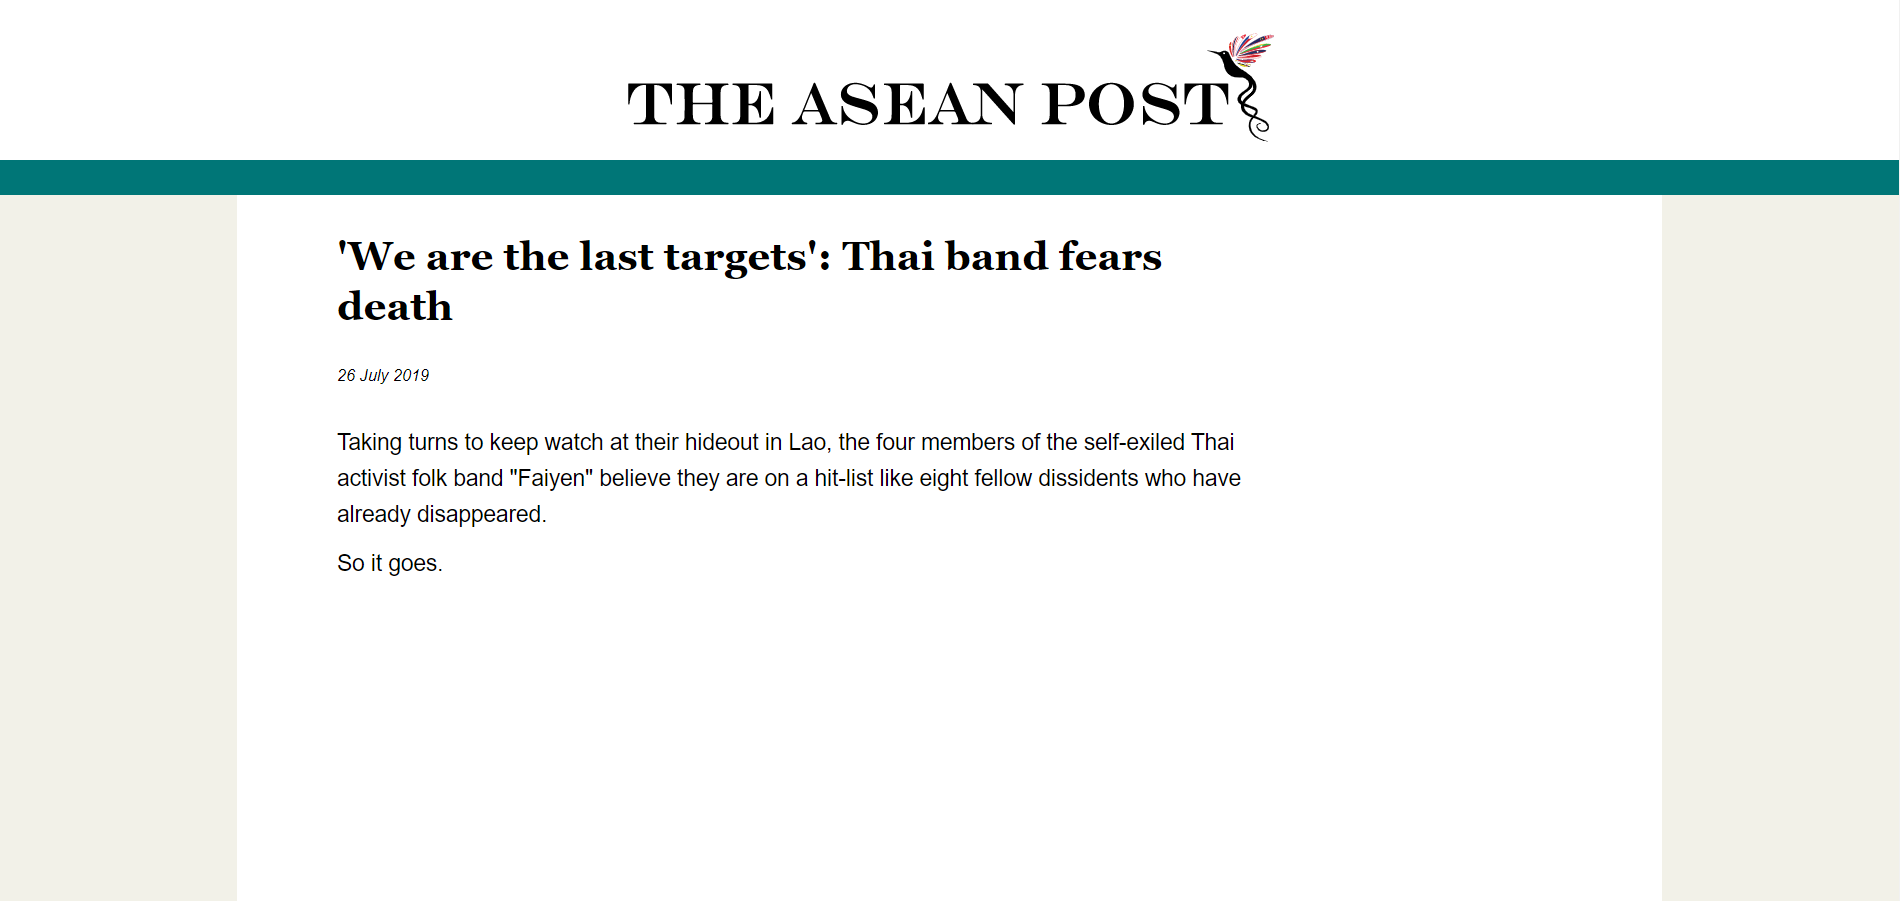 THE ASEAN POST
'We are the last targets': Thai band fears
death
26 July 2019
Taking turns to keep watch at their hideout in Lao, the four members of the self-exiled Thai
activist folk band "Faiyen" believe they are on a hit-list like eight fellow dissidents who have
already disappeared.
So it goes.